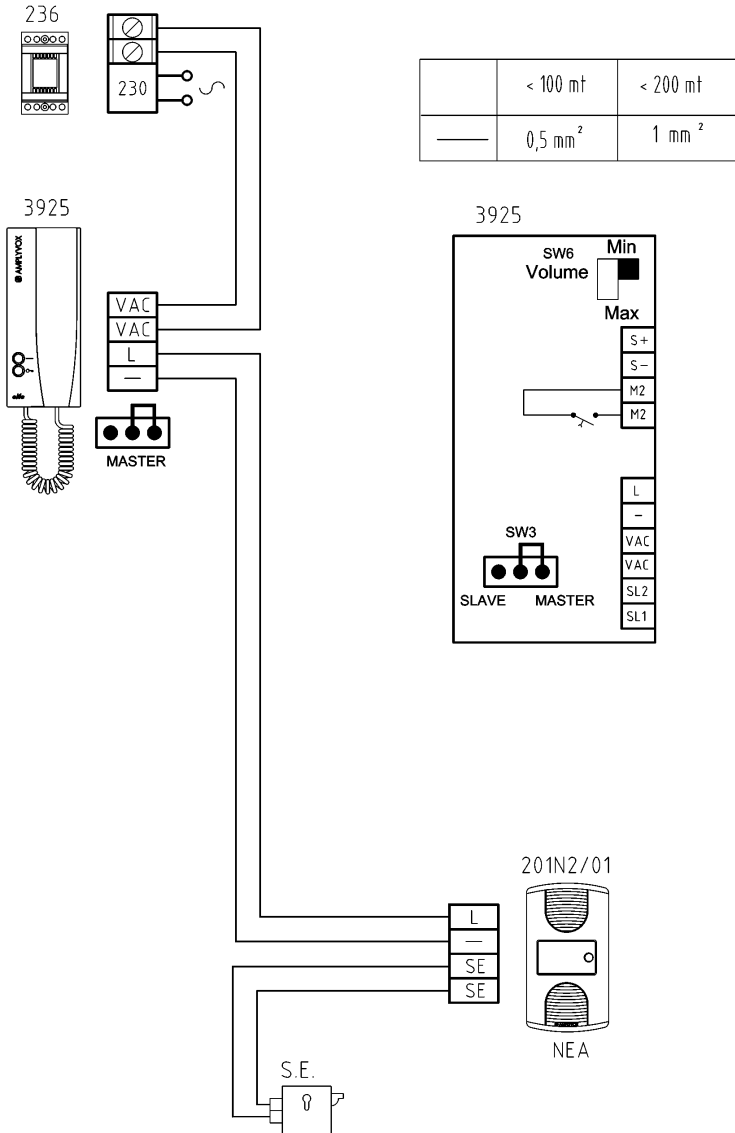 236
230
< 100 mt < 200 mt
0,5 mm² 1 mm²
3925
AMPLYVOX
VAC
VAC
L
—
MASTER
3925
SW6
Volume
Min
Max
S+
S-
M2
M2
L
-
VAC
VAC
SL2
SL1
SW3
SLAVE MASTER
201N2/01
L
—
SE
SE
NEA
S.E.